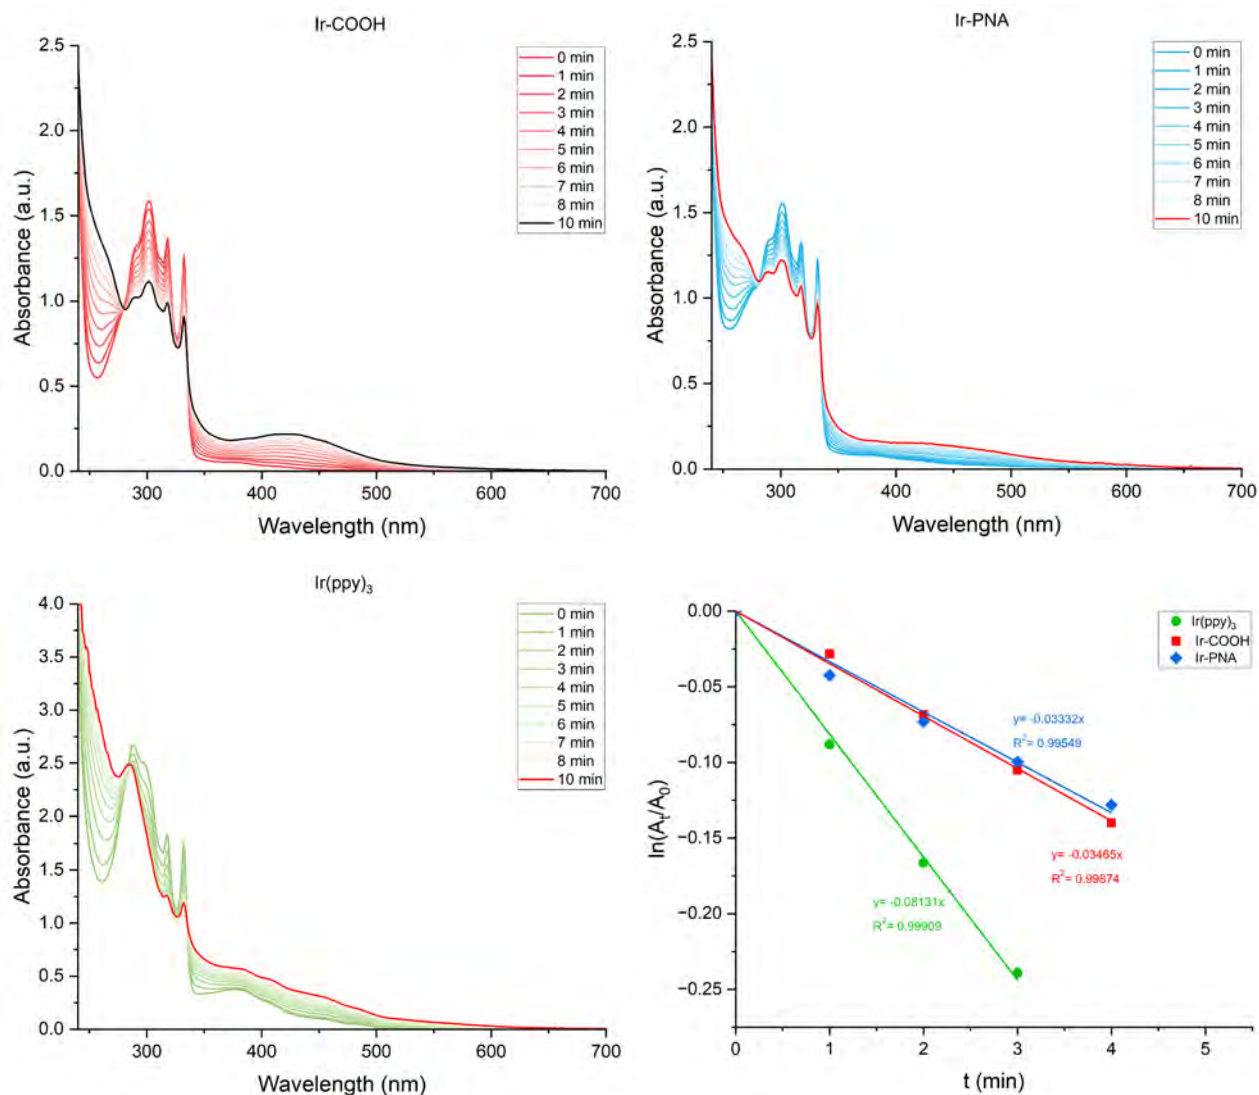 Ir-COOH
2.5
2.0
1.5
1.0
0.5
0.0
Absorbance (a.u.)
0 min
1 min
2 min
3 min
4 min
5 min
6 min
7 min
8 min
10 min
300
400
500
600
700
Wavelength (nm)
Ir-PNA
2.5
2.0
1.5
1.0
0.5
0.0
Absorbance (a.u.)
0 min
1 min
2 min
3 min
4 min
5 min
6 min
7 min
8 min
10 min
300
400
500
600
700
Wavelength (nm)
Ir(ppy)₃
4.0
3.5
3.0
2.5
2.0
1.5
1.0
0.5
0.0
Absorbance (a.u.)
0 min
1 min
2 min
3 min
4 min
5 min
6 min
7 min
8 min
10 min
300
400
500
600
700
Wavelength (nm)
0.00
−0.05
−0.10
−0.15
−0.20
−0.25
ln(Aₜ/A₀)
Ir(ppy)₃
Ir-COOH
Ir-PNA
y= -0.03332x
R²= 0.99549
y= -0.03465x
R²= 0.99874
y= -0.08131x
R²= 0.99909
0
1
2
3
4
5
t (min)